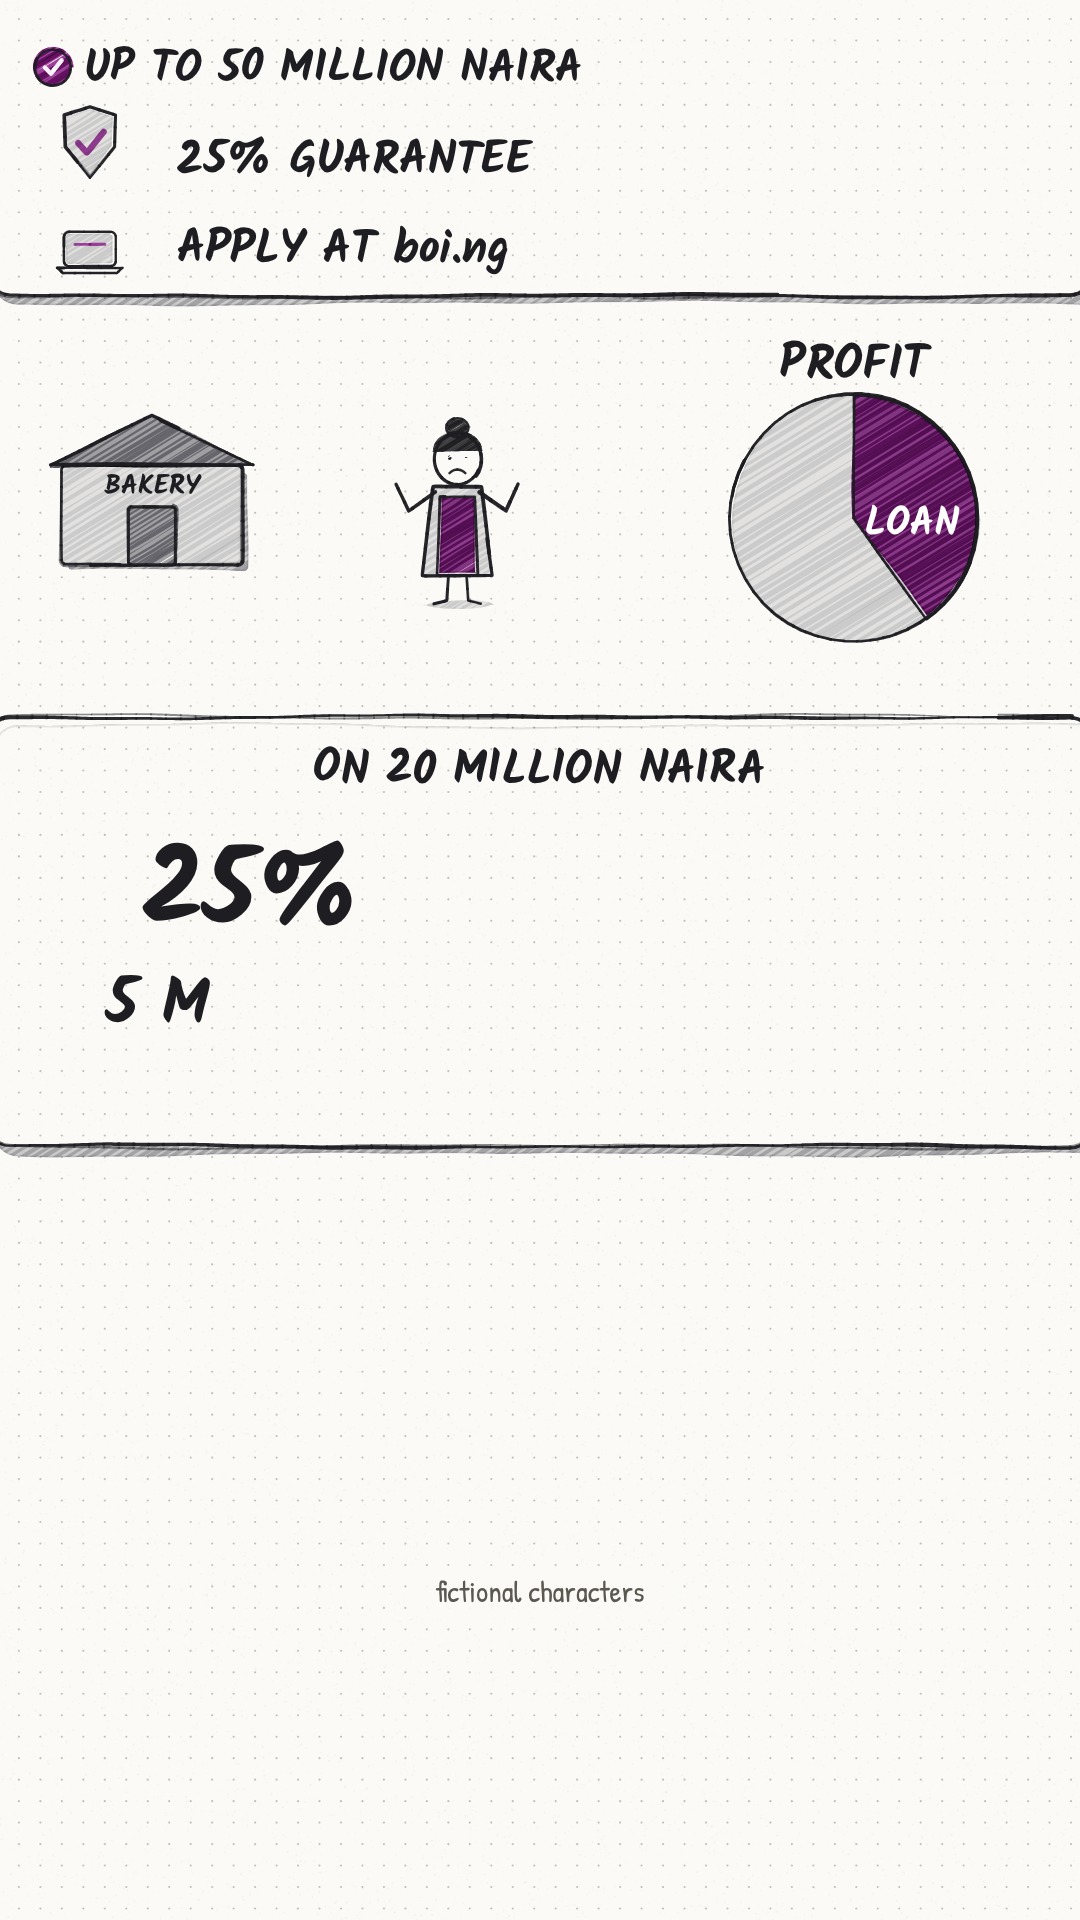 UP TO 50 MILLION NAIRA
25% GUARANTEE
APPLY AT boi.ng
PROFIT
BAKERY
LOAN
ON 20 MILLION NAIRA
25%
5 M
fictional characters